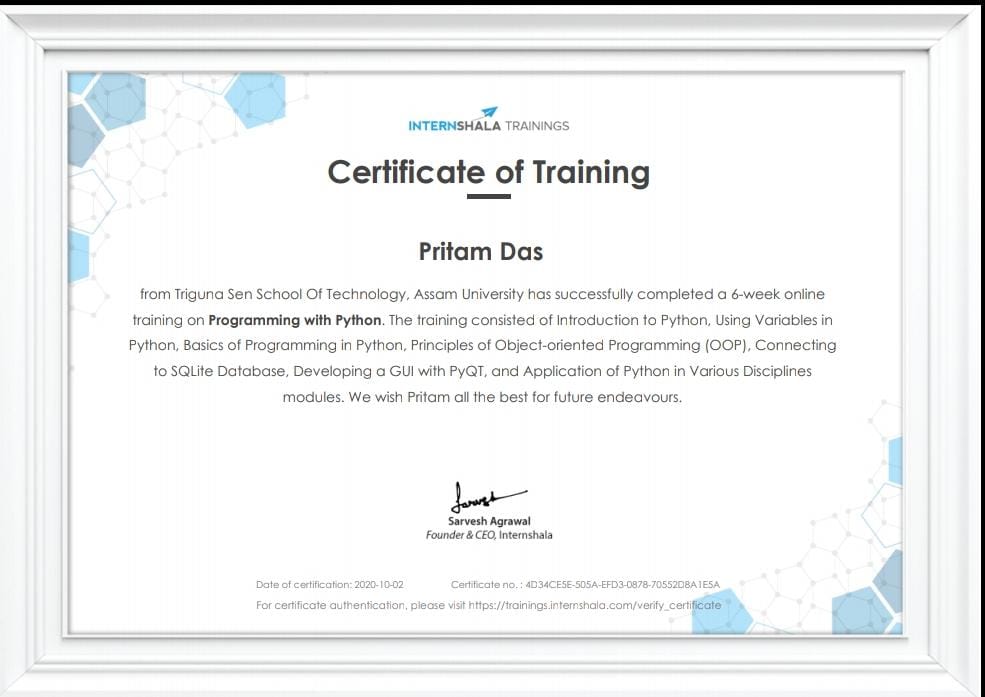 INTERNSHALA TRAININGS
Certificate of Training
Pritam Das
from Triguna Sen School Of Technology, Assam University has successfully completed a 6-week online
training on Programming with Python. The training consisted of Introduction to Python, Using Variables in
Python, Basics of Programming in Python, Principles of Object-oriented Programming (OOP), Connecting
to SQLite Database, Developing a GUI with PyQT, and Application of Python in Various Disciplines
modules. We wish Pritam all the best for future endeavours.
Sarvesh
Sarvesh Agrawal
Founder & CEO, Internshala
Date of certification: 2020-10-02 Certificate no. : 4D34CE5E-505A-EFD3-0878-70552D8A1E5A
For certificate authentication, please visit https://trainings.internshala.com/verify_certificate